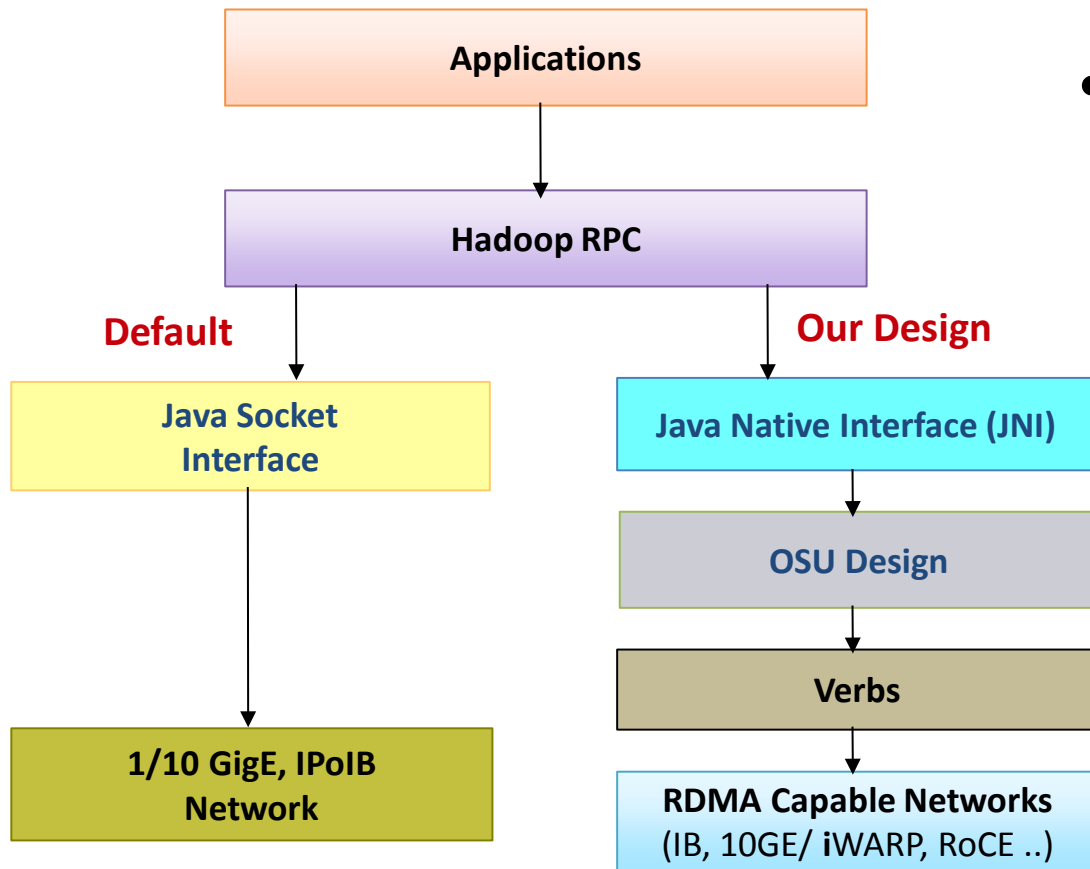 Applications
•
Hadoop RPC
Default
Our Design
Java Socket
Interface
Java Native Interface (JNI)
OSU Design
Verbs
1/10 GigE, IPoIB
Network
RDMA Capable Networks
(IB, 10GE/ iWARP, RoCE ..)